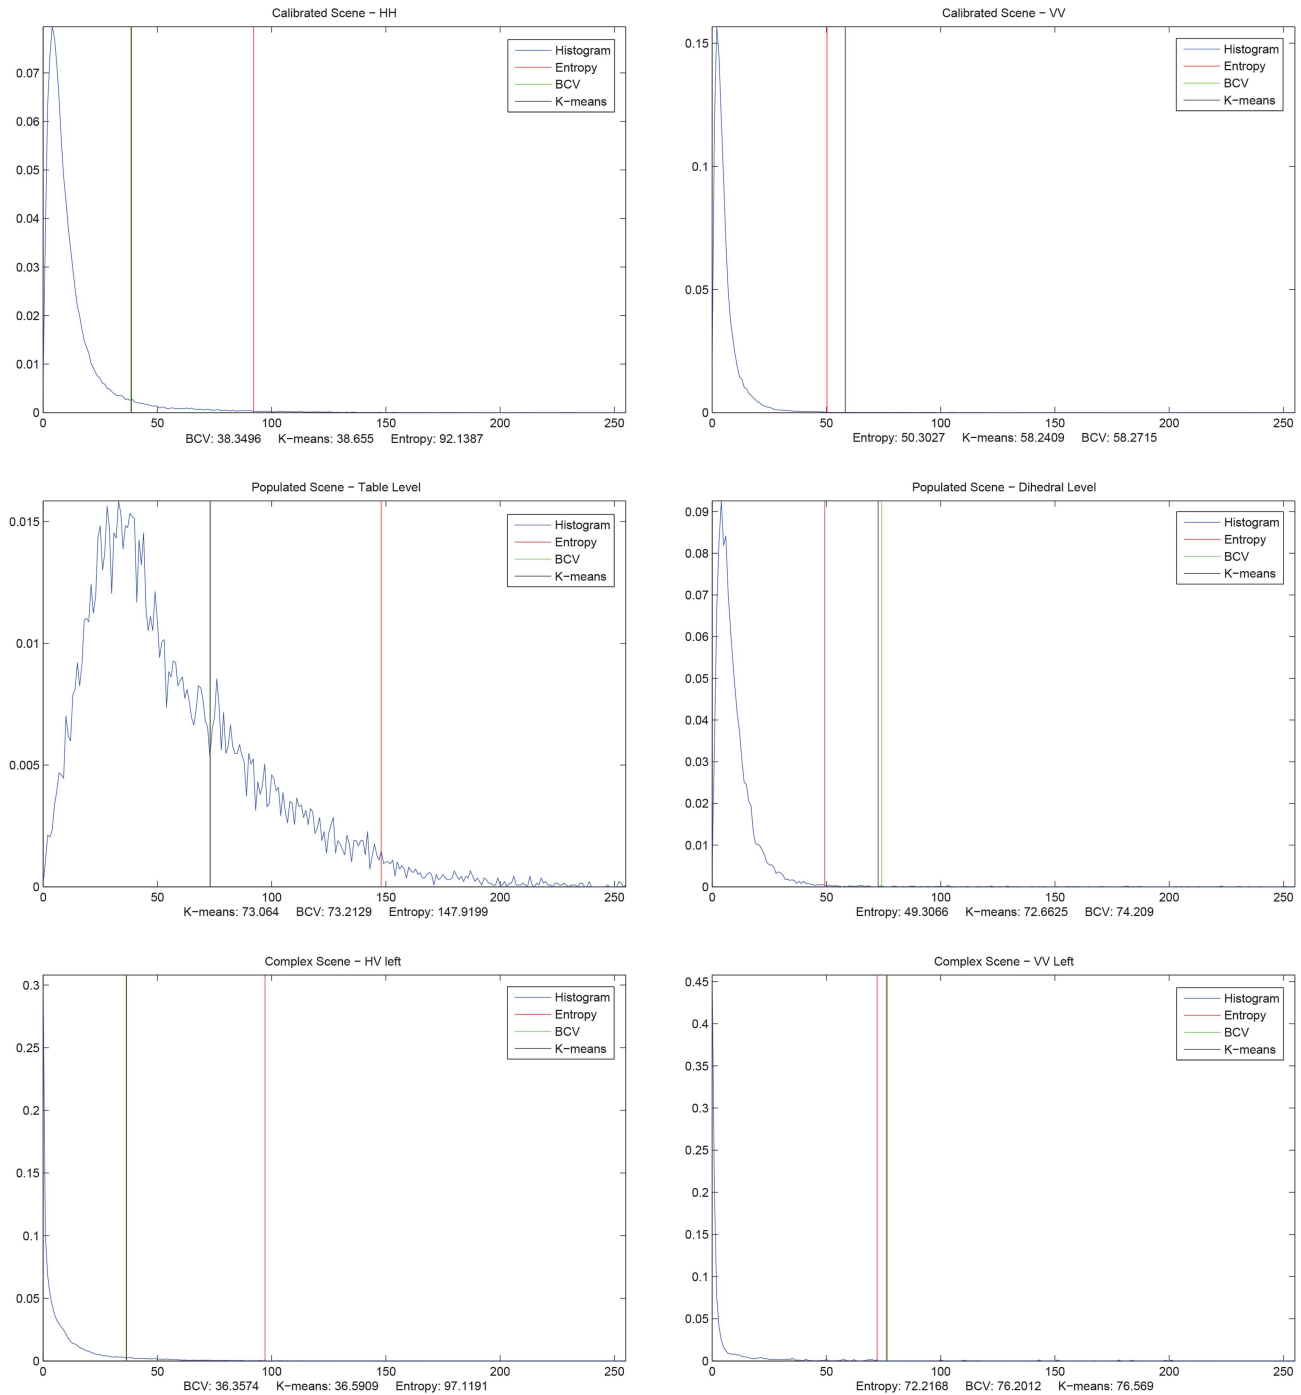 Calibrated Scene − HH
Histogram
Entropy
BCV
K−means
0.07
0.06
0.05
0.04
0.03
0.02
0.01
0
0 50 100 150 200 250
BCV: 38.3496 K−means: 38.655 Entropy: 92.1387
Calibrated Scene − VV
Histogram
Entropy
BCV
K−means
0.15
0.1
0.05
0
0 50 100 150 200 250
Entropy: 50.3027 K−means: 58.2409 BCV: 58.2715
Populated Scene − Table Level
Histogram
Entropy
BCV
K−means
0.015
0.01
0.005
0
0 50 100 150 200 250
K−means: 73.064 BCV: 73.2129 Entropy: 147.9199
Populated Scene − Dihedral Level
Histogram
Entropy
BCV
K−means
0.09
0.08
0.07
0.06
0.05
0.04
0.03
0.02
0.01
0
0 50 100 150 200 250
Entropy: 49.3066 K−means: 72.6625 BCV: 74.209
Complex Scene − HV left
Histogram
Entropy
BCV
K−means
0.3
0.25
0.2
0.15
0.1
0.05
0
0 50 100 150 200 250
BCV: 36.3574 K−means: 36.5909 Entropy: 97.1191
Complex Scene − VV Left
Histogram
Entropy
BCV
K−means
0.45
0.4
0.35
0.3
0.25
0.2
0.15
0.1
0.05
0
0 50 100 150 200 250
Entropy: 72.2168 BCV: 76.2012 K−means: 76.569